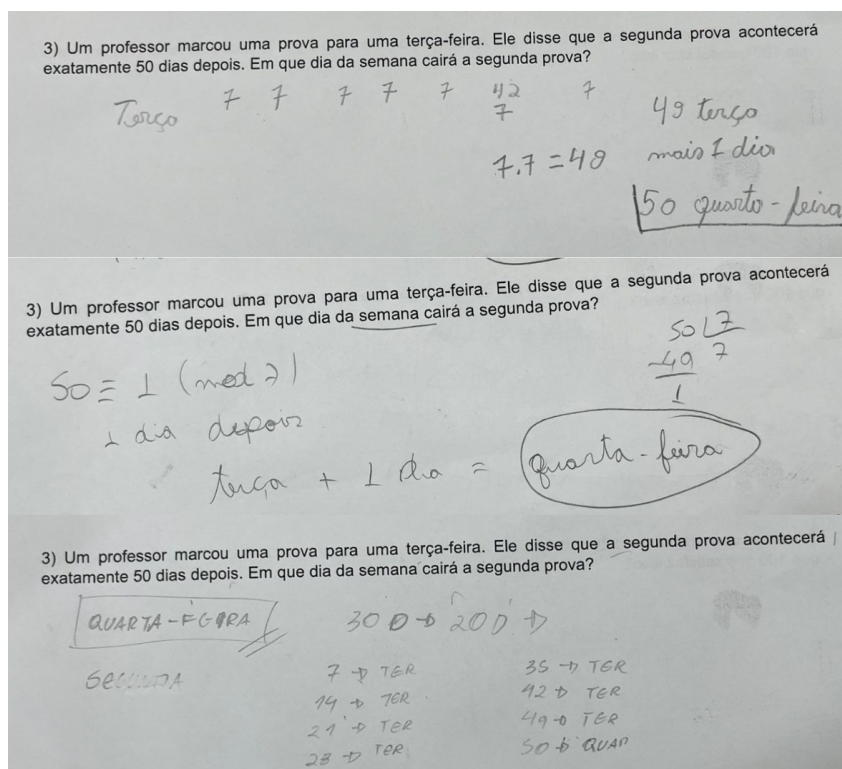 3) Um professor marcou uma prova para uma terça-feira. Ele disse que a segunda prova acontecerá
exatamente 50 dias depois. Em que dia da semana cairá a segunda prova?
Terço 7 7 7 7 7 42 7
7
49 terço
7.7 = 49
mais 1 dia
50 quarto-feira
3) Um professor marcou uma prova para uma terça-feira. Ele disse que a segunda prova acontecerá
exatamente 50 dias depois. Em que dia da semana cairá a segunda prova?
50 7
-49 7
1
50 ≡ 1 (mod 7)
1 dia depois
terça + 1 dia = quarta-feira
3) Um professor marcou uma prova para uma terça-feira. Ele disse que a segunda prova acontecerá
exatamente 50 dias depois. Em que dia da semana cairá a segunda prova?
QUARTA-FEIRA
30 D → 20 D →
SEGUNDA
7 → TER
14 → TER
21 → TER
28 → TER
35 → TER
42 → TER
49 → TER
50 → QUAR